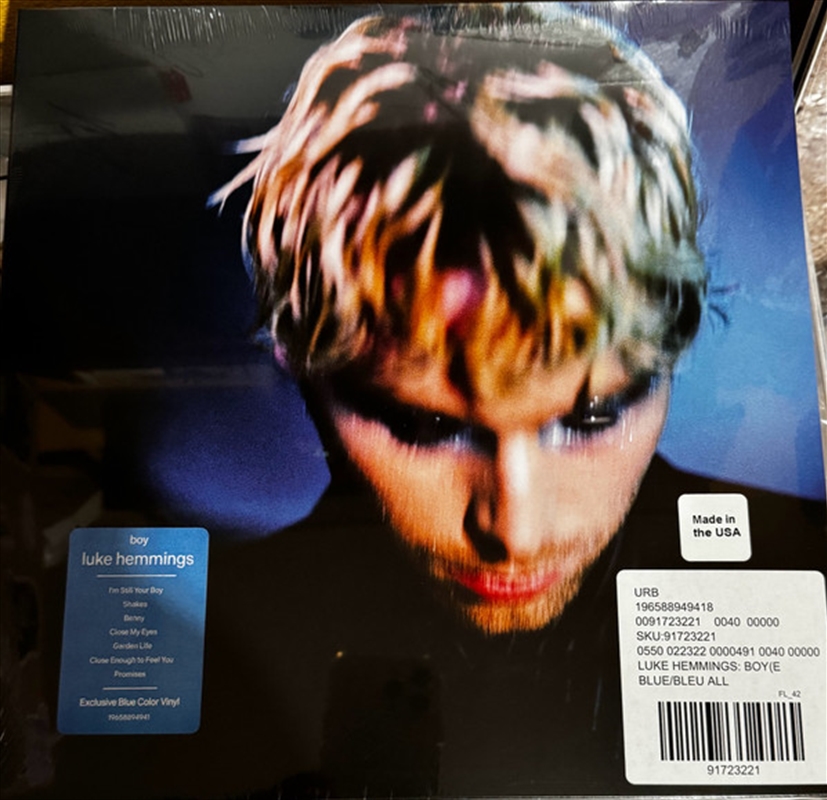 boy
luke hemmings
I'm Still Your Boy
Shakes
Benny
Close My Eyes
Garden Life
Close Enough to Feel You
Promises
Exclusive Blue Color Vinyl
19658894941
Made in
the USA
URB
196588949418
0091723221 0040 00000
SKU:91723221
0550 022322 0000491 0040 00000
LUKE HEMMINGS: BOY(E
BLUE/BLEU ALL
FL_42
91723221